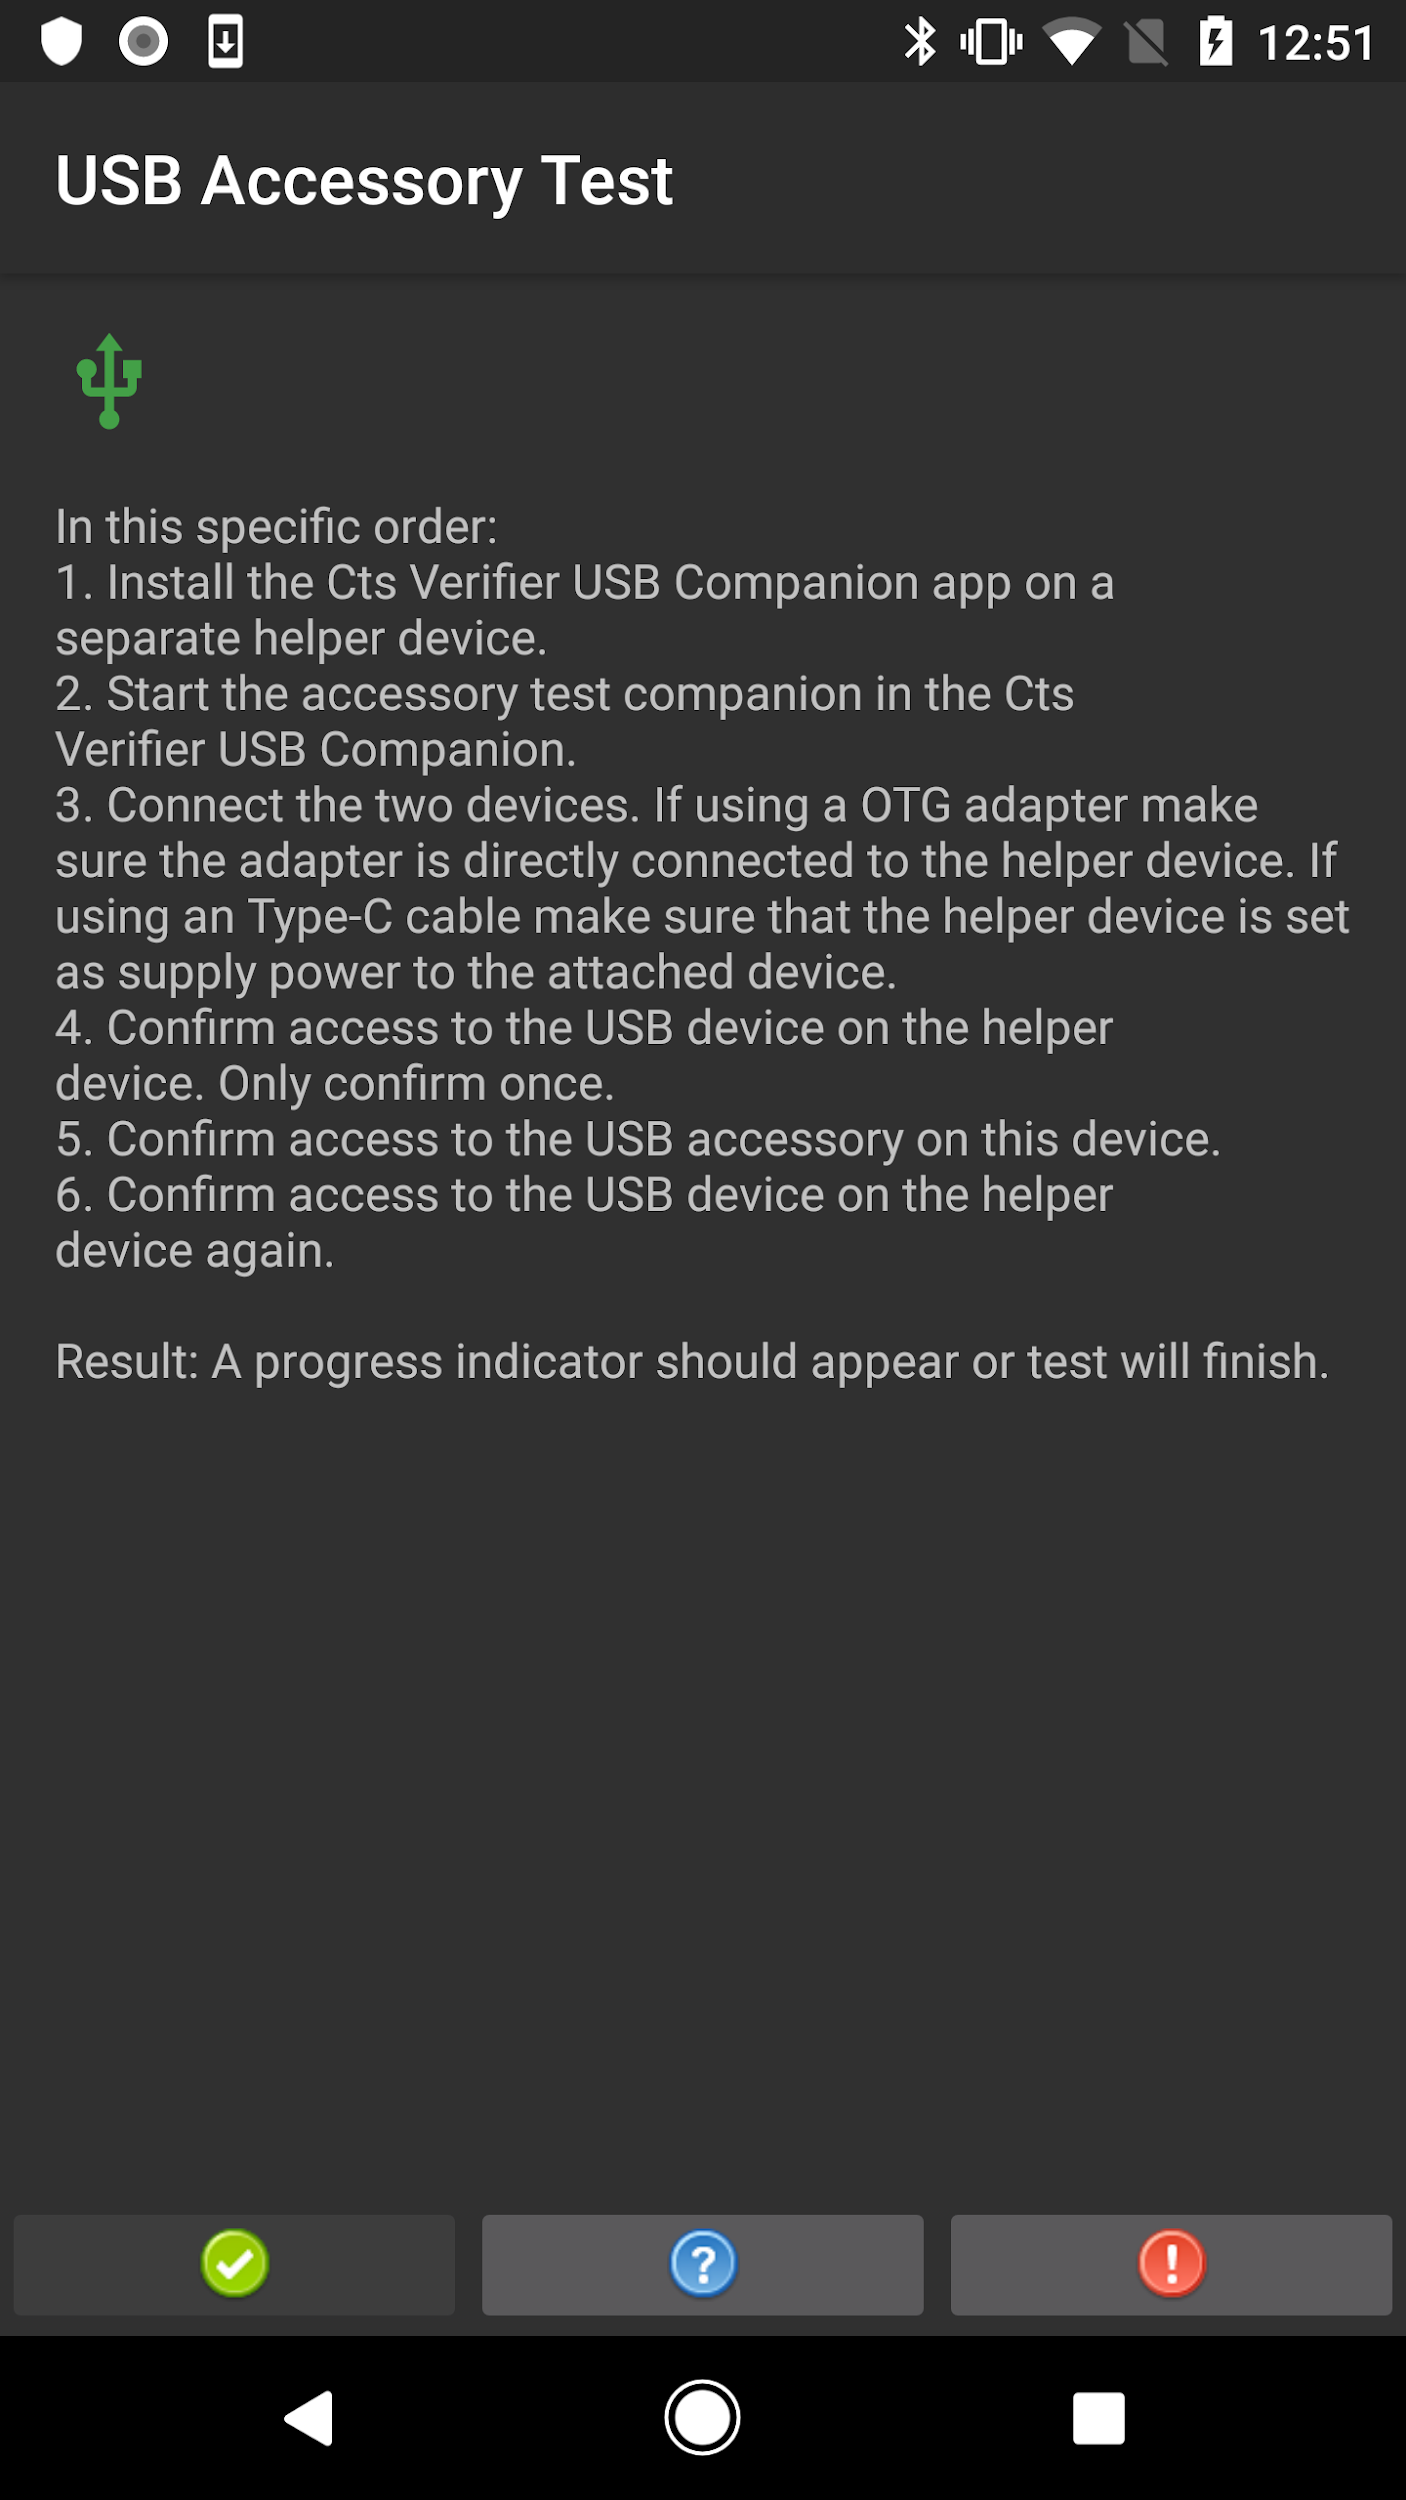 12:51
USB Accessory Test
In this specific order:
1. Install the Cts Verifier USB Companion app on a
separate helper device.
2. Start the accessory test companion in the Cts
Verifier USB Companion.
3. Connect the two devices. If using a OTG adapter make
sure the adapter is directly connected to the helper device. If
using an Type-C cable make sure that the helper device is set
as supply power to the attached device.
4. Confirm access to the USB device on the helper
device. Only confirm once.
5. Confirm access to the USB accessory on this device.
6. Confirm access to the USB device on the helper
device again.
Result: A progress indicator should appear or test will finish.